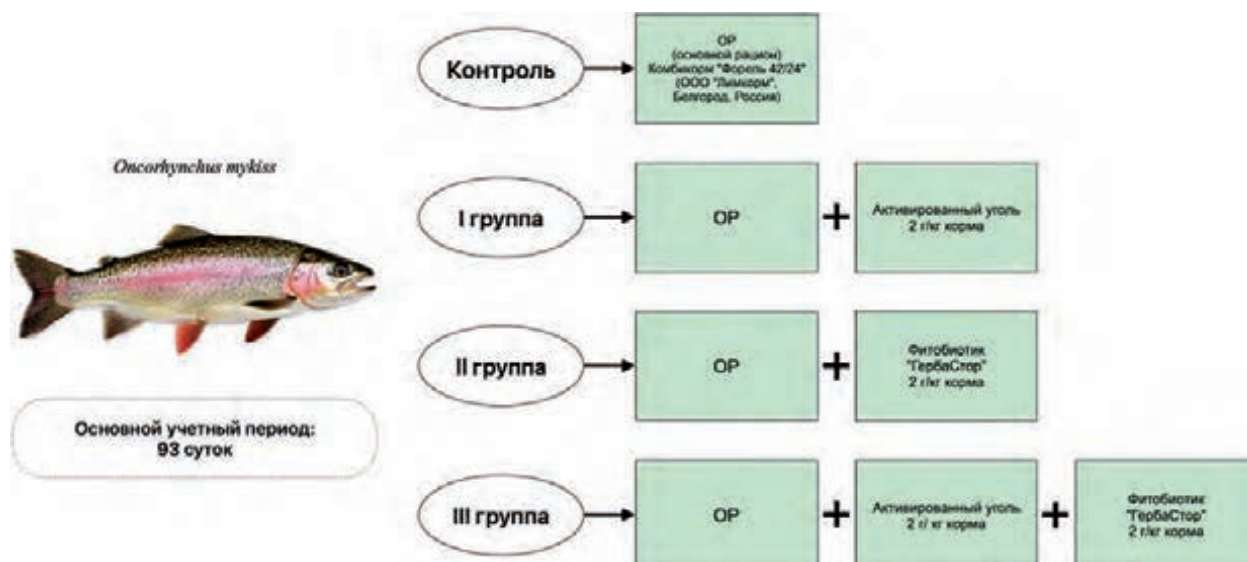 Oncorhynchus mykiss
Основной учетный период:
93 суток
Контроль
ОР
(основной рацион)
Комбикорм "Форель 42/24"
(ООО "Лимкорм",
Белгород, Россия)
I группа
ОР
+
Активированный уголь
2 г/кг корма
II группа
ОР
+
Фитобиотик
"ГербаСтор"
2 г/кг корма
III группа
ОР
+
Активированный уголь
2 г/ кг корма
+
Фитобиотик
"ГербаСтор"
2 г/кг корма